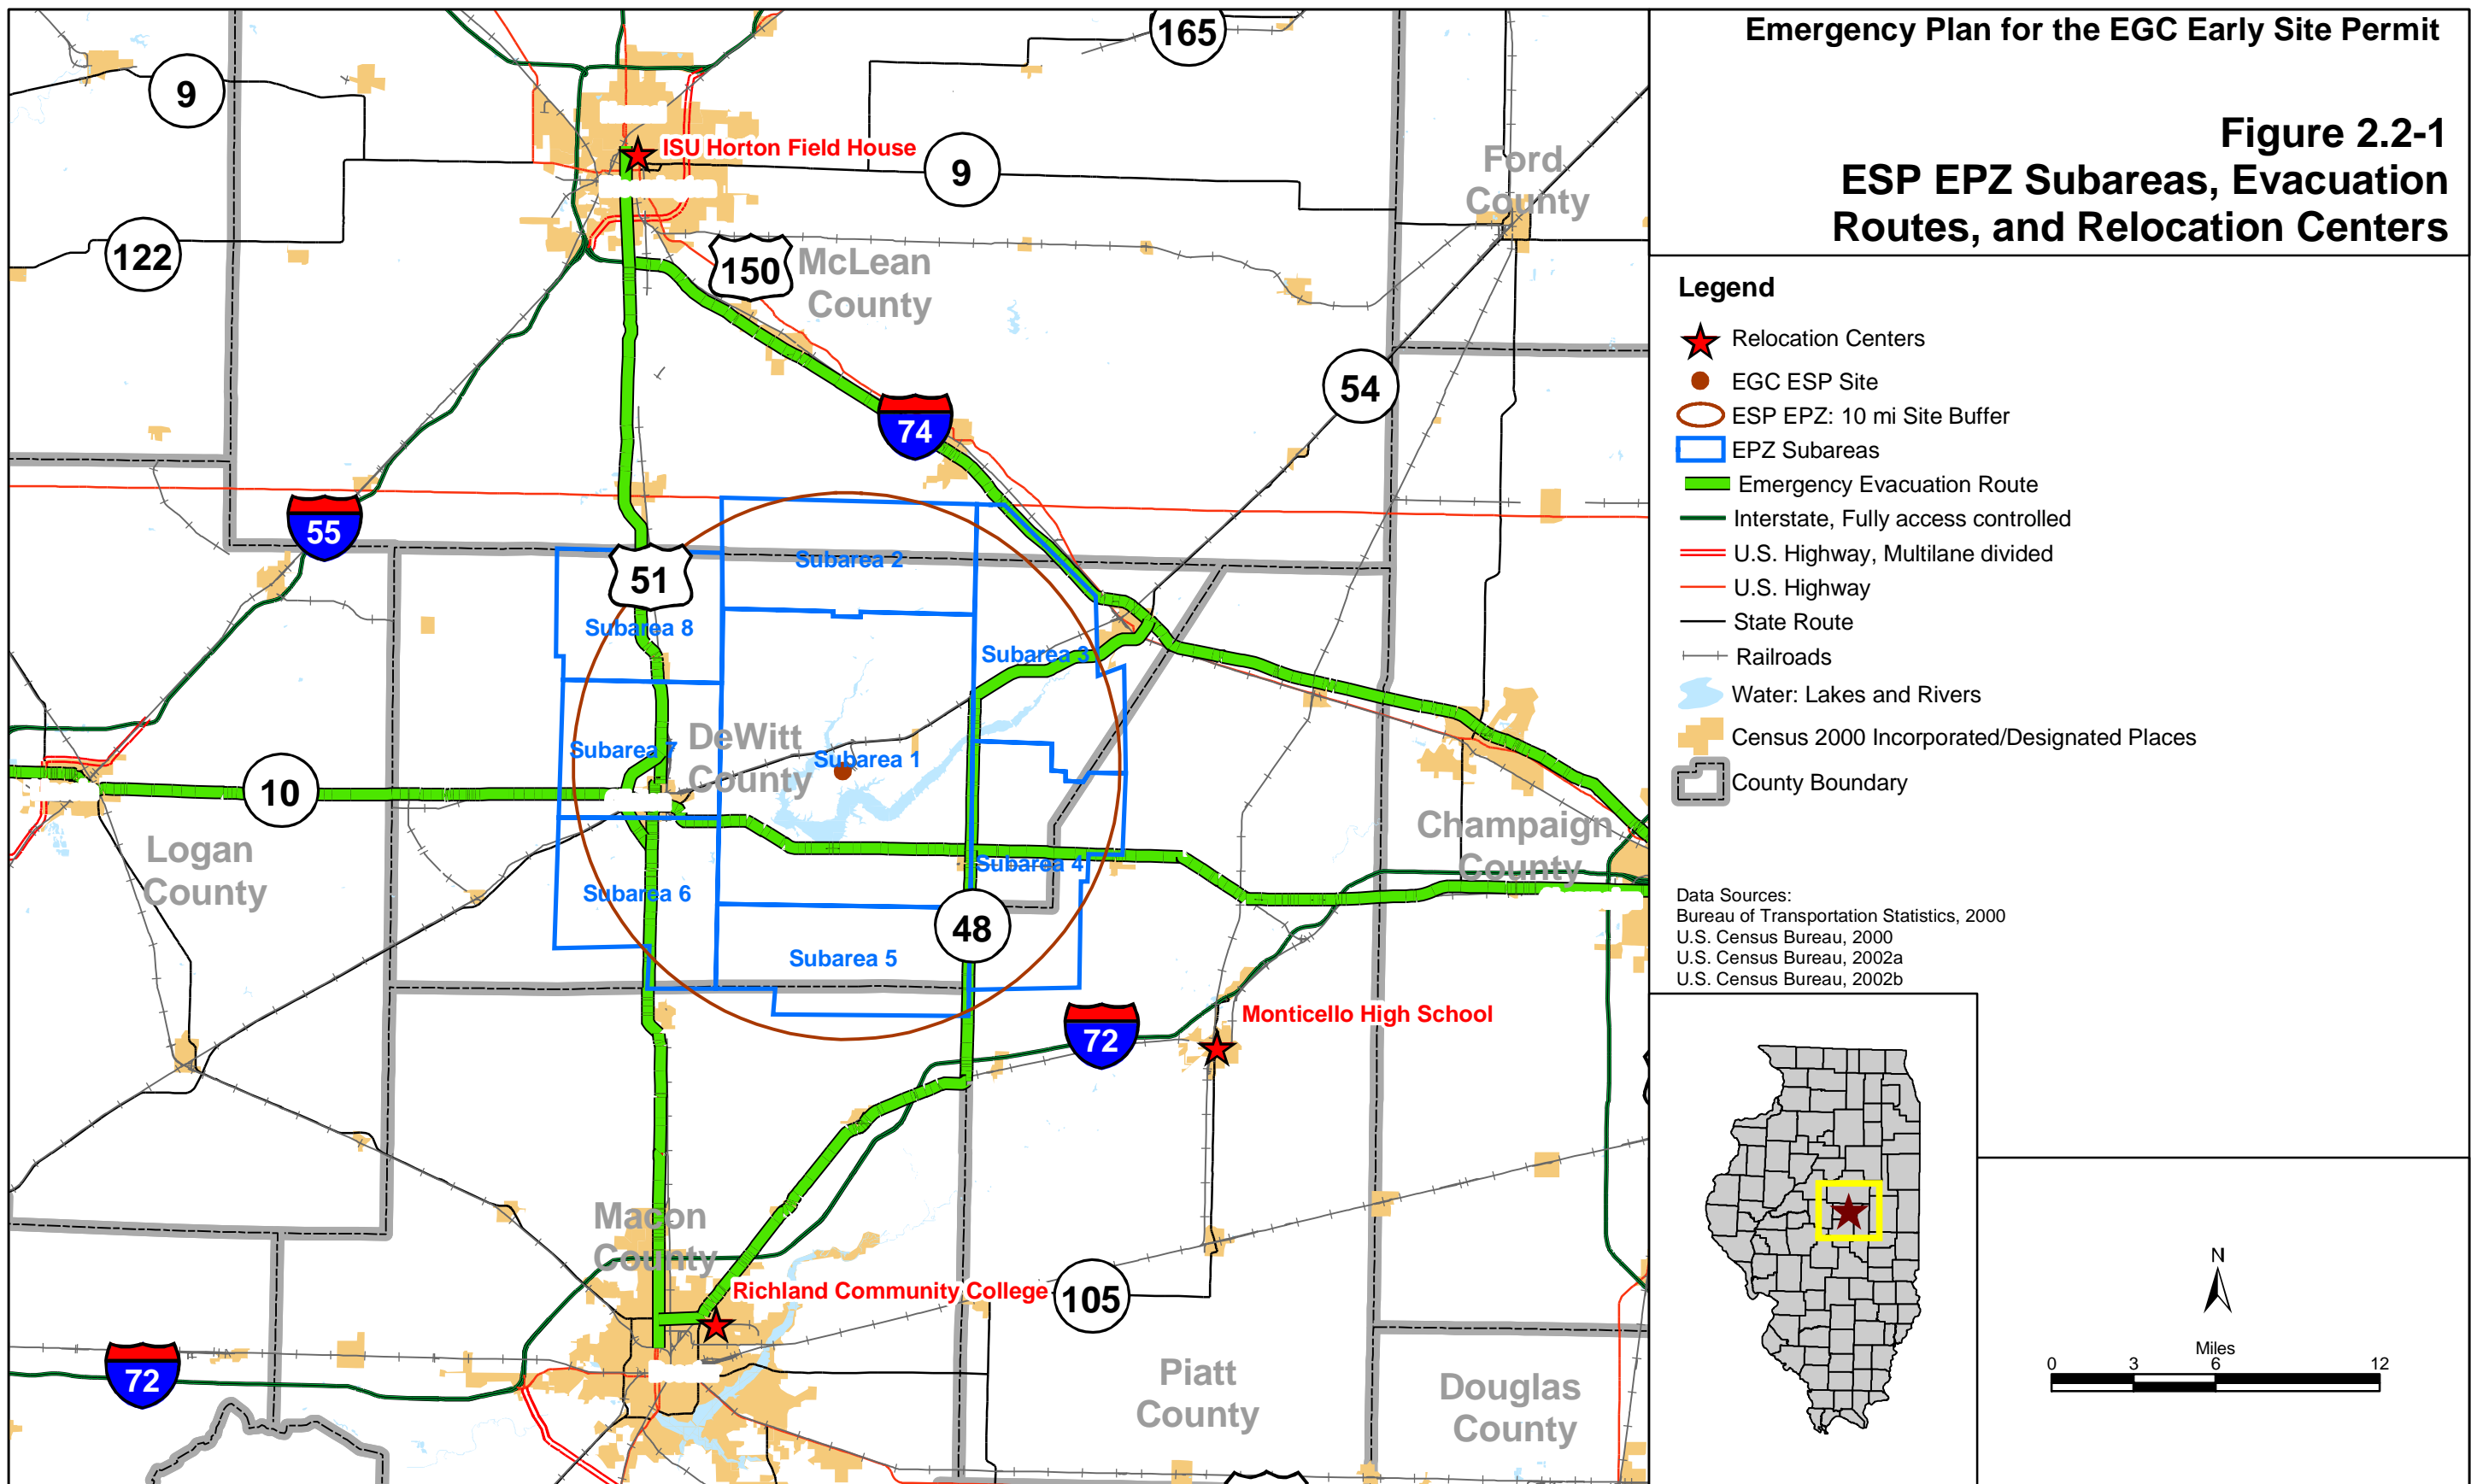 Emergency Plan for the EGC Early Site Permit
Figure 2.2-1
ESP EPZ Subareas, Evacuation
Routes, and Relocation Centers
Legend
Relocation Centers
EGC ESP Site
ESP EPZ: 10 mi Site Buffer
EPZ Subareas
Emergency Evacuation Route
Interstate, Fully access controlled
U.S. Highway, Multilane divided
U.S. Highway
State Route
Railroads
Water: Lakes and Rivers
Census 2000 Incorporated/Designated Places
County Boundary
Data Sources:
Bureau of Transportation Statistics, 2000
U.S. Census Bureau, 2000
U.S. Census Bureau, 2002a
U.S. Census Bureau, 2002b
N
Miles
0 3 6 12
165
9
ISU Horton Field House
9
Ford
County
122
150
McLean
County
54
74
55
51
Subarea 2
Subarea 8
Subarea 3
DeWitt
County
Subarea 7
Subarea 1
10
Logan
County
Champaign
County
Subarea 4
Subarea 6
48
Subarea 5
72
Monticello High School
Macon
County
Richland Community College
105
72
Piatt
County
Douglas
County